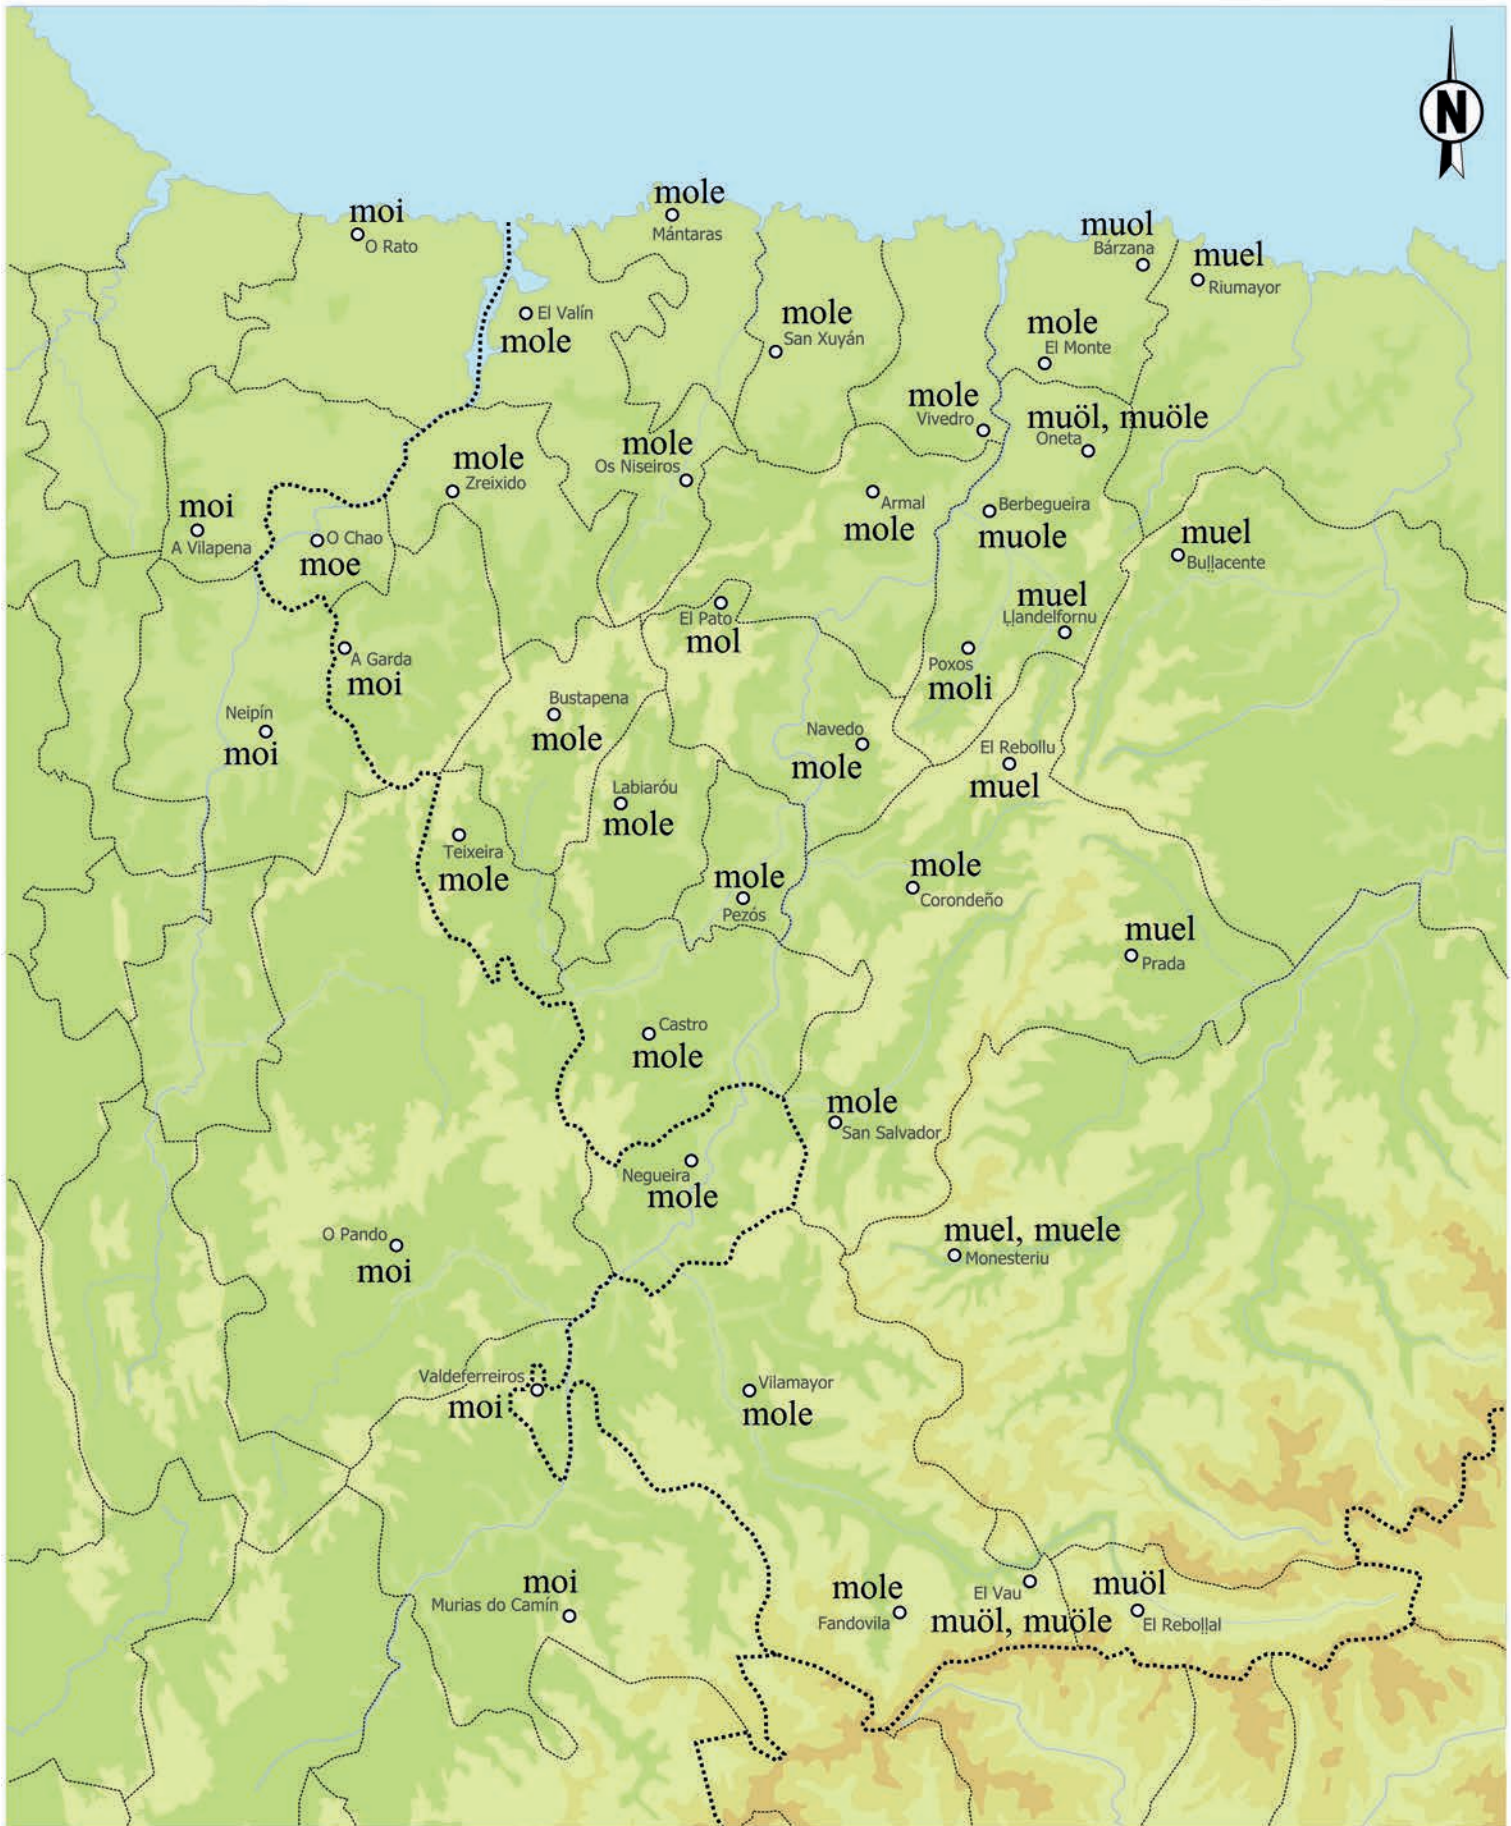 N
mole
Mántaras
moi
O Rato
muol
Bárzana
muel
Riumayor
El Valín
mole
mole
San Xuyán
mole
El Monte
mole
Vivedro
muöl, muöle
Oneta
mole
Os Niseiros
mole
Zreixido
moi
A Vilapena
Armal
mole
Berbegueira
muole
O Chao
moe
muel
Buḷḷacente
muel
Ḷḷandelfornu
El Pato
mol
A Garda
moi
Poxos
moli
Bustapena
mole
Neipín
moi
Navedo
mole
El Rebollu
muel
Labiaróu
mole
Teixeira
mole
mole
Pezós
mole
Corondeño
muel
Prada
Castro
mole
mole
San Salvador
Negueira
mole
O Pando
moi
muel, muele
Monesteriu
Valdeferreiros
moi
Vilamayor
mole
moi
Murias do Camín
mole
Fandovila
El Vau
muöl, muöle
muöl
El Reboḷḷal